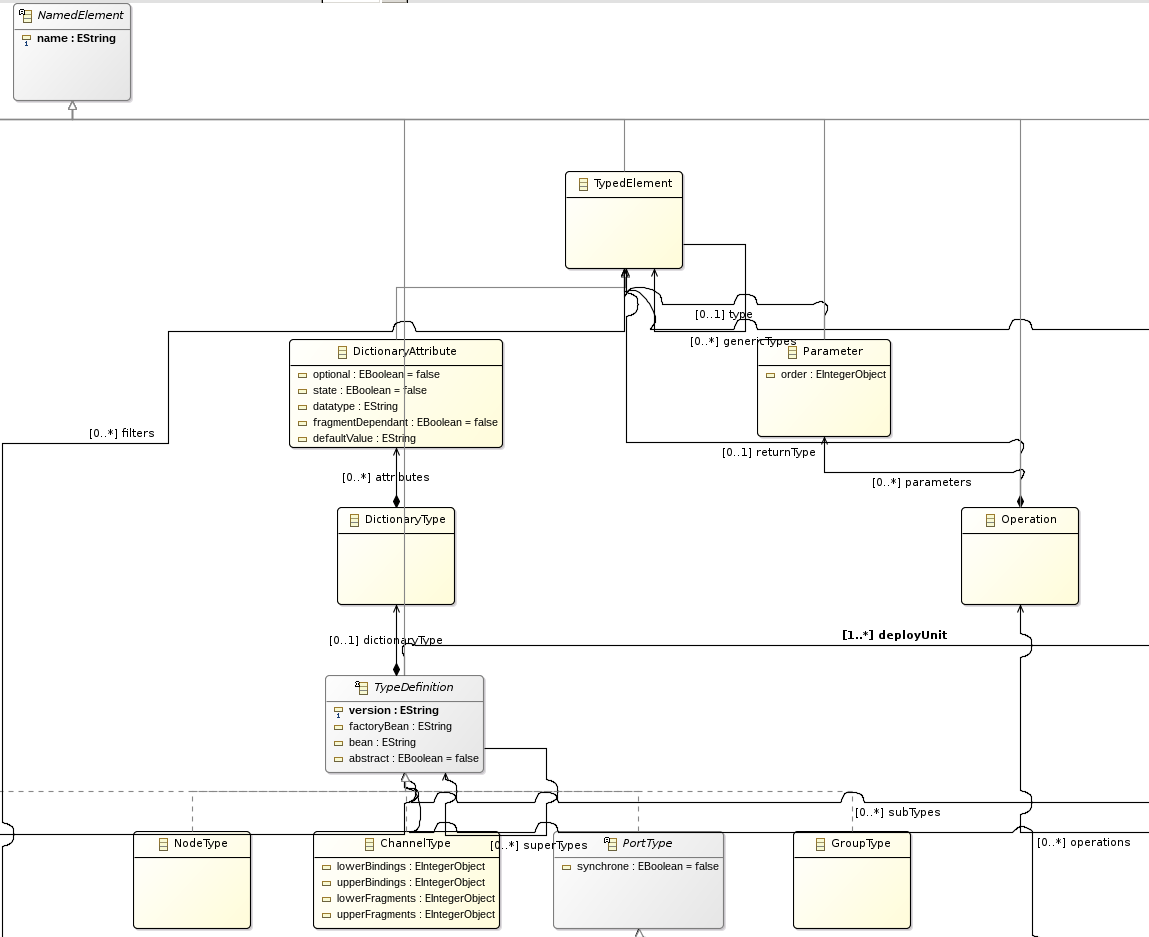 NamedElement
name : EString
TypedElement
[0..1] type
[0..*] genericTypes
DictionaryAttribute
optional : EBoolean = false
state : EBoolean = false
datatype : EString
fragmentDependant : EBoolean = false
defaultValue : EString
Parameter
order : EIntegerObject
[0..*] filters
[0..1] returnType
[0..*] attributes
[0..*] parameters
DictionaryType
Operation
[0..1] dictionaryType
[1..*] deployUnit
TypeDefinition
version : EString
factoryBean : EString
bean : EString
abstract : EBoolean = false
[0..*] subTypes
NodeType
ChannelType
lowerBindings : EIntegerObject
upperBindings : EIntegerObject
lowerFragments : EIntegerObject
upperFragments : EIntegerObject
[0..*] superTypes
PortType
synchrone : EBoolean = false
GroupType
[0..*] operations